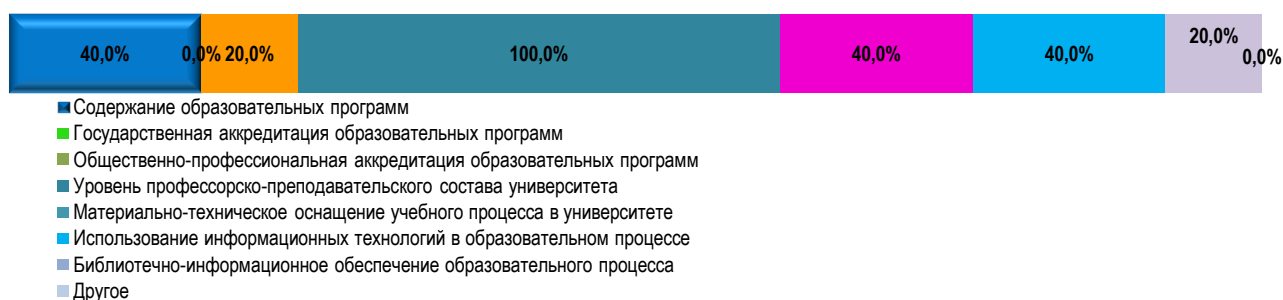 40,0% 0,0% 20,0% 100,0% 40,0% 40,0% 20,0% 0,0%
Содержание образовательных программ
Государственная аккредитация образовательных программ
Общественно-профессиональная аккредитация образовательных программ
Уровень профессорско-преподавательского состава университета
Материально-техническое оснащение учебного процесса в университете
Использование информационных технологий в образовательном процессе
Библиотечно-информационное обеспечение образовательного процесса
Другое